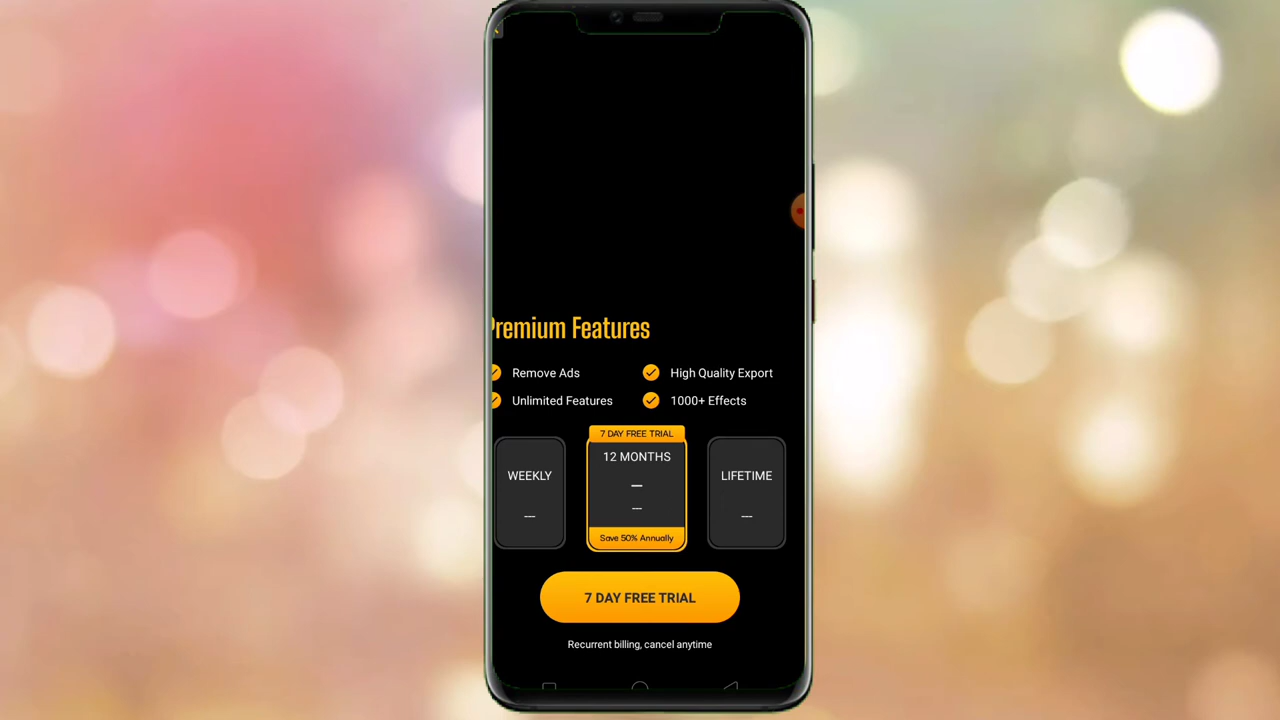 Premium Features
Remove Ads
High Quality Export
Unlimited Features
1000+ Effects
7 DAY FREE TRIAL
12 MONTHS
WEEKLY
LIFETIME
—
---
---
---
Save 50% Annually
7 DAY FREE TRIAL
Recurrent billing, cancel anytime